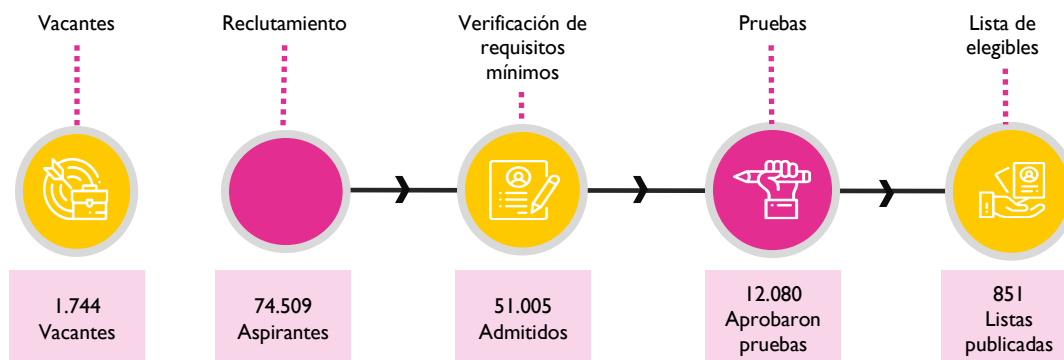 Vacantes
Reclutamiento
Verificación de
requisitos
mínimos
Pruebas
Lista de
elegibles
1.744
Vacantes
74.509
Aspirantes
51.005
Admitidos
12.080
Aprobaron
pruebas
851
Listas
publicadas